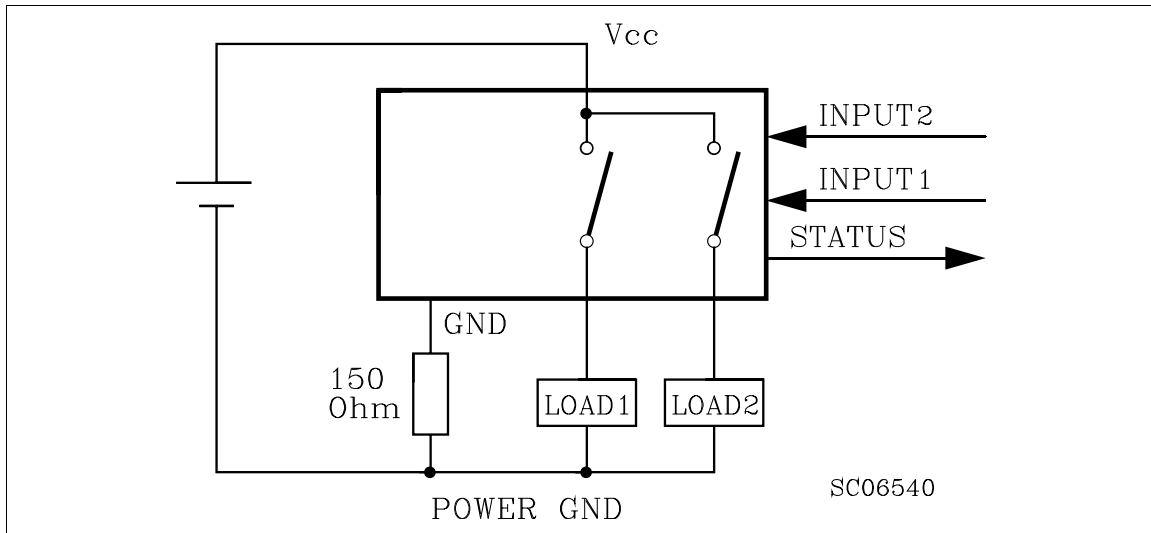 Vcc
INPUT2
INPUT1
STATUS
GND
150
Ohm
LOAD1
LOAD2
SC06540
POWER GND